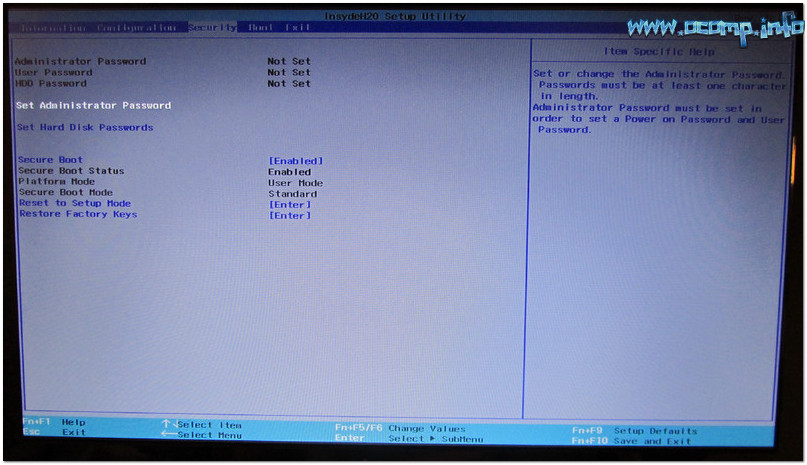 InsydeH20 Setup Utility
www.ocomp.info
Information Configuration Security Boot Exit
Item Specific Help
Administrator Password Not Set
User Password Not Set
HDD Password Not Set
Set Administrator Password
Set Hard Disk Passwords
Secure Boot [Enabled]
Secure Boot Status Enabled
Platform Mode User Mode
Secure Boot Mode Standard
Reset to Setup Mode [Enter]
Restore Factory Keys [Enter]
Set or change the Administrator Password.
Passwords must be at least one character
in length.
Administrator Password must be set in
order to set a Power on Password and User
Password.
Fn+F1 Help ↑↓Select Item Fn+F5/F6 Change Values Fn+F9 Setup Defaults
Esc Exit ←→Select Menu Enter Select ▶ SubMenu Fn+F10 Save and Exit